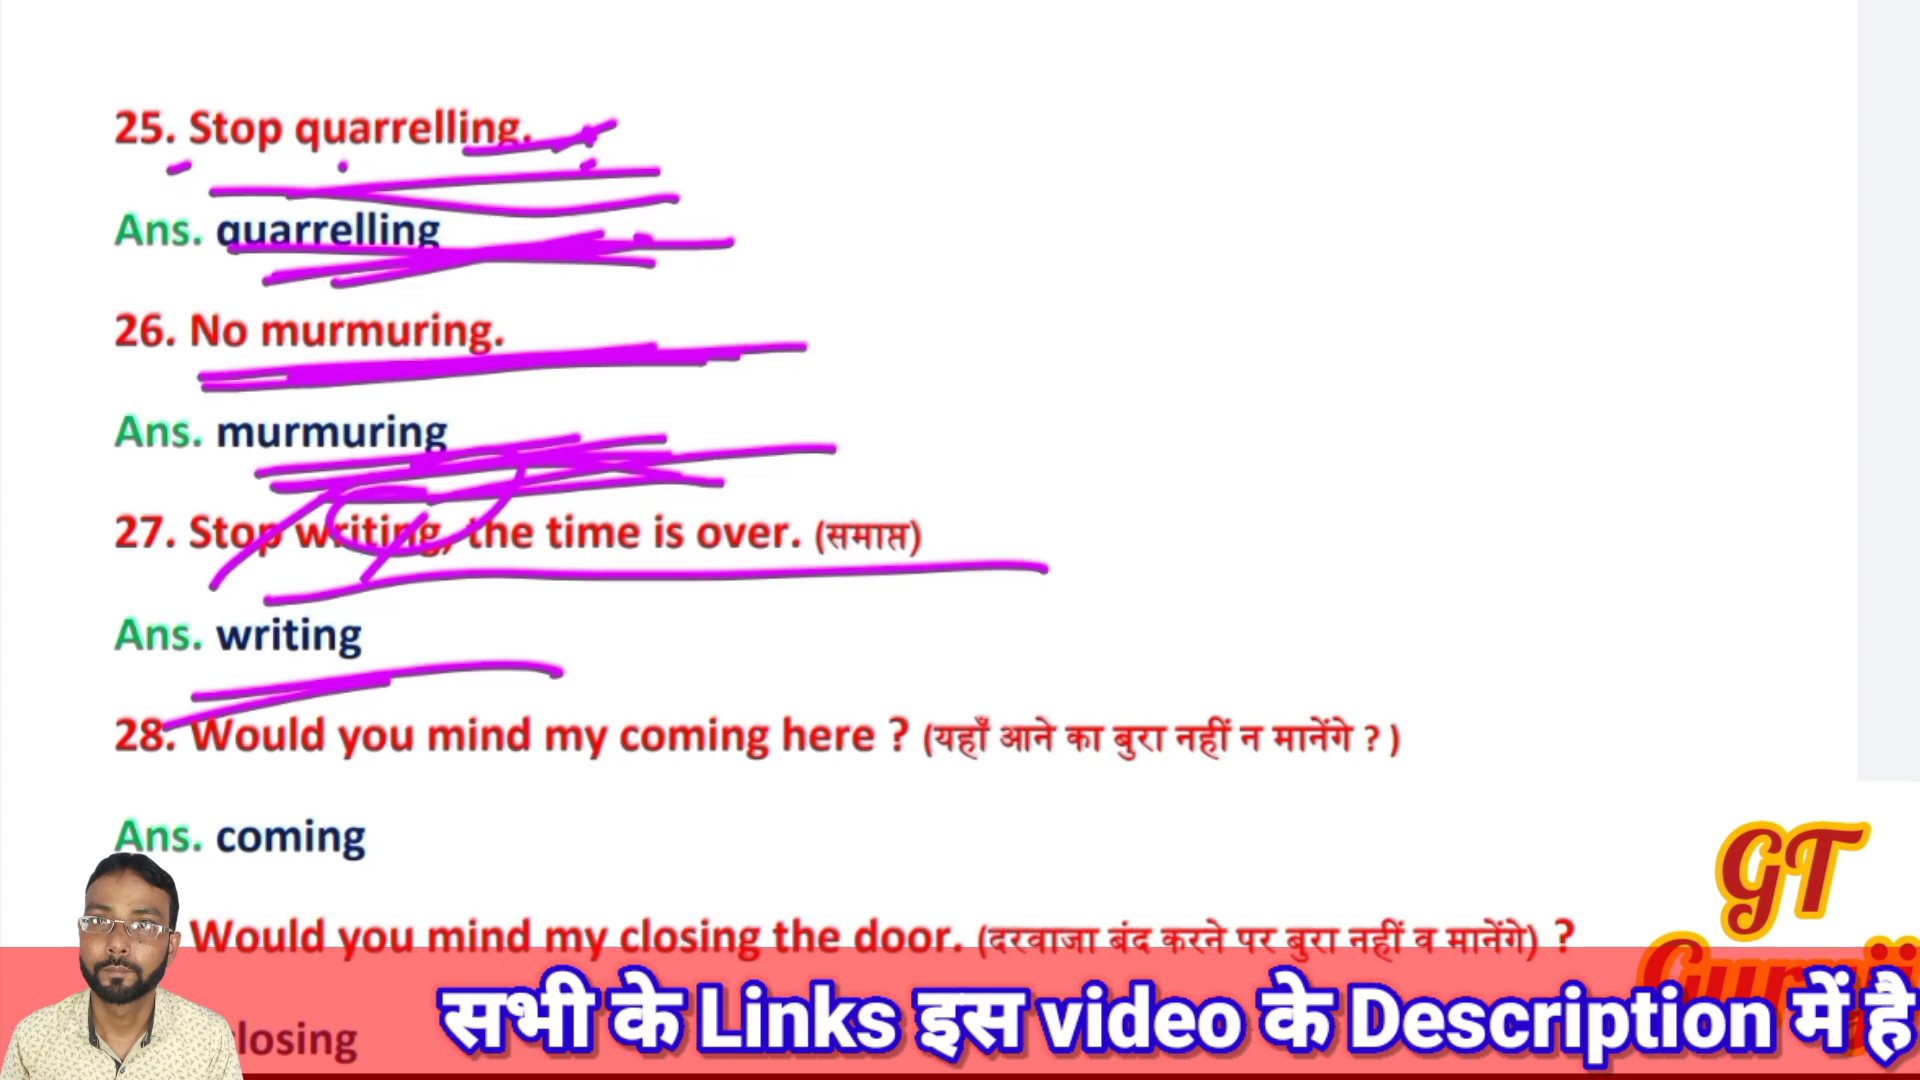 25. Stop quarrelling.
Ans. quarrelling
26. No murmuring.
Ans. murmuring
27. Stop writing, the time is over. (समाप्त)
Ans. writing
28. Would you mind my coming here ? (यहाँ आने का बुरा नहीं न मानेंगे ? )
Ans. coming
Would you mind my closing the door. (दरवाजा बंद करने पर बुरा नहीं व मानेंगे) ?
closing
GT
Guruji
सभी के Links इस video के Description में है